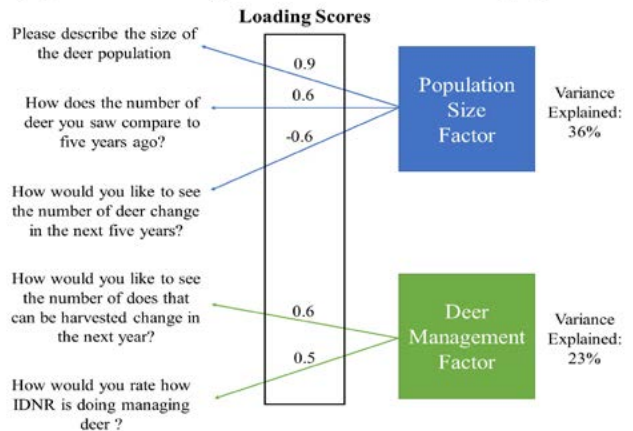 Loading Scores
Please describe the size of
the deer population
How does the number of
deer you saw compare to
five years ago?
How would you like to see
the number of deer change
in the next five years?
0.9
0.6
-0.6
Population
Size
Factor
Variance
Explained:
36%
How would you like to see
the number of does that
can be harvested change in
the next year?
How would you rate how
IDNR is doing managing
deer ?
0.6
0.5
Deer
Management
Factor
Variance
Explained:
23%